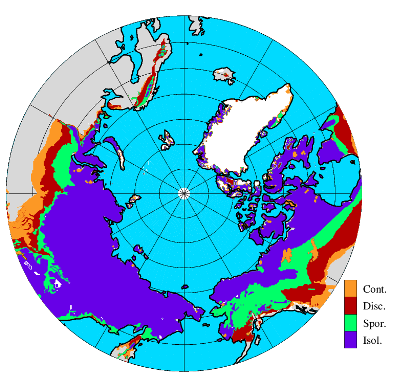 Cont.
Disc.
Spor.
Isol.